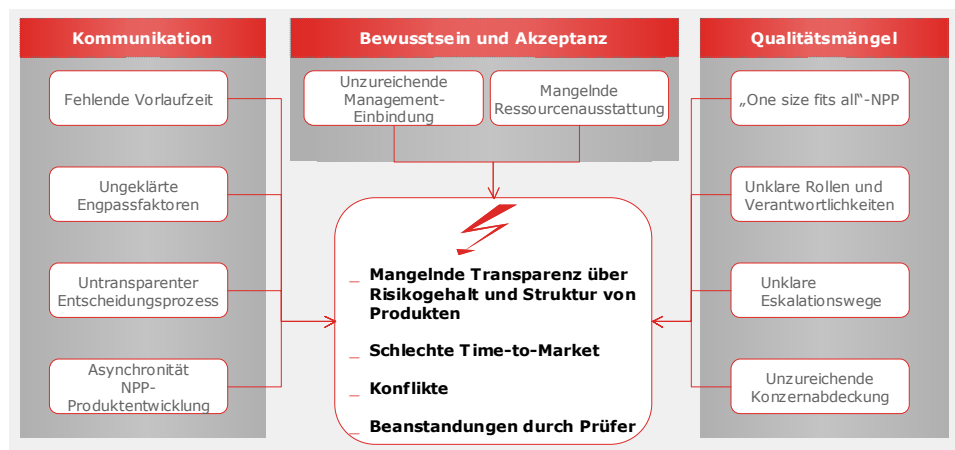 Kommunikation
Fehlende Vorlaufzeit
Ungeklärte
Engpassfaktoren
Untransparenter
Entscheidungsprozess
Asynchronität
NPP-
Produktentwicklung
Bewusstsein und Akzeptanz
Unzureichende
Management-
Einbindung
Mangelnde
Ressourcenausstattung
_ Mangelnde Transparenz über
Risikogehalt und Struktur von
Produkten
_ Schlechte Time-to-Market
_ Konflikte
_ Beanstandungen durch Prüfer
Qualitätsmängel
„One size fits all“-NPP
Unklare Rollen und
Verantwortlichkeiten
Unklare
Eskalationswege
Unzureichende
Konzernabdeckung